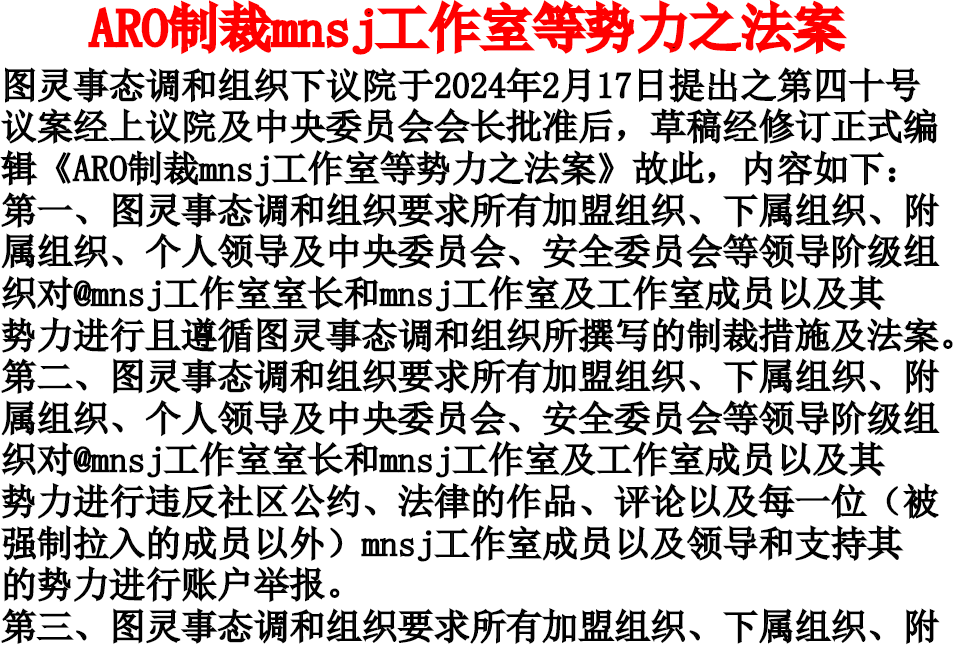 ARO制裁mnsj工作室等势力之法案
图灵事态调和组织下议院于2024年2月17日提出之第四十号
议案经上议院及中央委员会会长批准后，草稿经修订正式编
辑《ARO制裁mnsj工作室等势力之法案》故此，内容如下：
第一、图灵事态调和组织要求所有加盟组织、下属组织、附
属组织、个人领导及中央委员会、安全委员会等领导阶级组
织对@mnsj工作室室长和mnsj工作室及工作室成员以及其
势力进行且遵循图灵事态调和组织所撰写的制裁措施及法案。
第二、图灵事态调和组织要求所有加盟组织、下属组织、附
属组织、个人领导及中央委员会、安全委员会等领导阶级组
织对@mnsj工作室室长和mnsj工作室及工作室成员以及其
势力进行违反社区公约、法律的作品、评论以及每一位（被
强制拉入的成员以外）mnsj工作室成员以及领导和支持其
的势力进行账户举报。
第三、图灵事态调和组织要求所有加盟组织、下属组织、附